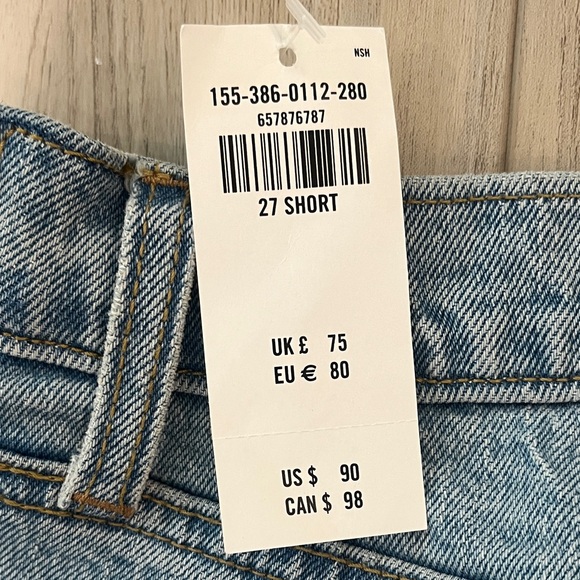 NSH
155-386-0112-280
657876787
27 SHORT
UK £ 75
EU € 80
US $ 90
CAN $ 98